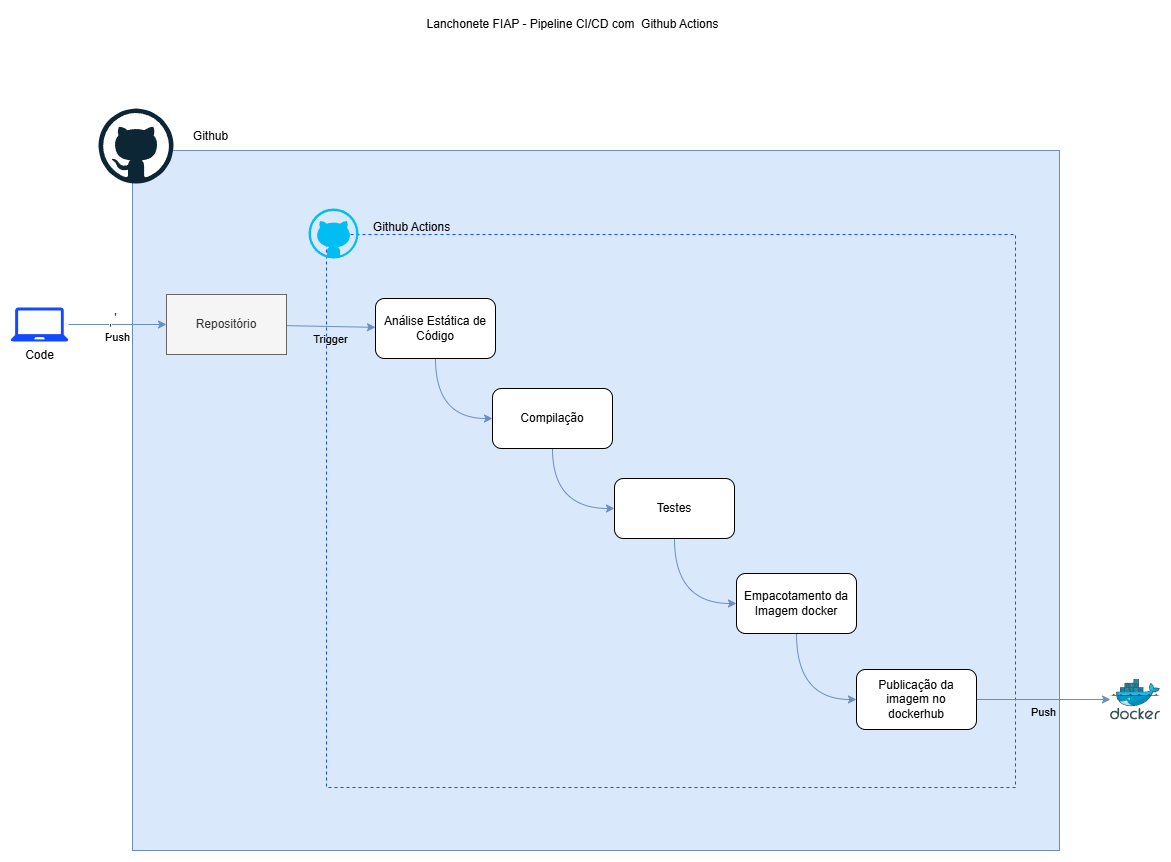 Lanchonete FIAP - Pipeline CI/CD com  Github Actions
Github
Github Actions
Code
Push
Repositório
Trigger
Análise Estática de
Código
Compilação
Testes
Empacotamento da
Imagem docker
Publicação da
imagem no
dockerhub
Push
docker